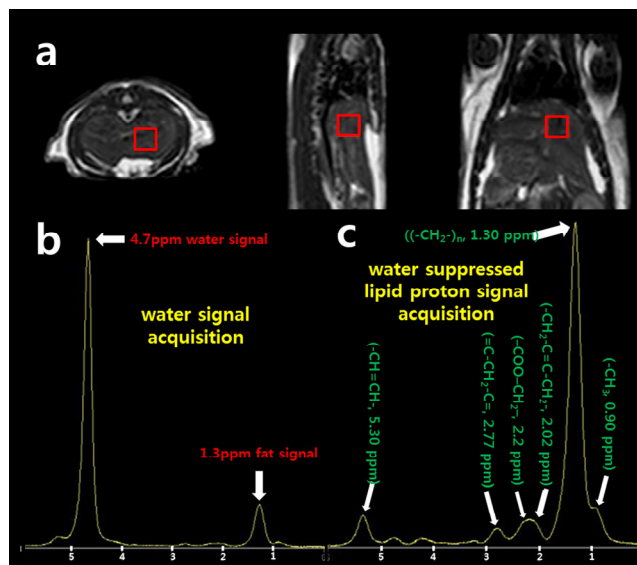 a
b
4.7ppm water signal
water signal
acquisition
1.3ppm fat signal
5
4
3
2
1
c
((-CH₂-)ₙ, 1.30 ppm)
water suppressed
lipid proton signal
acquisition
(-CH=CH-, 5.30 ppm)
(=C-CH₂-C=, 2.77 ppm)
(-COO-CH₂-, 2.2 ppm)
(-CH₂-C=C-CH₂-, 2.02 ppm)
(-CH₃, 0.90 ppm)
5
4
3
2
1